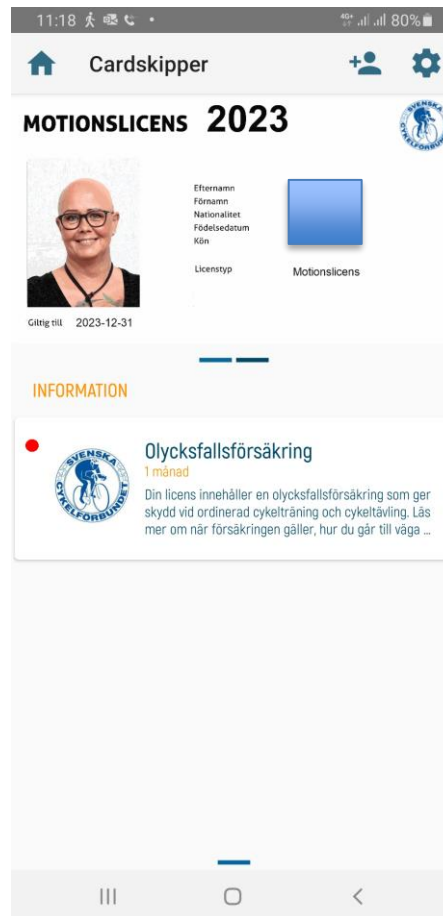 11:18 80%
Cardskipper
MOTIONSLICENS 2023
SVENSKA
CYKELFÖRBUNDET
Efternamn
Förnamn
Nationalitet
Födelsedatum
Kön
Licenstyp Motionslicens
Giltig till 2023-12-31
INFORMATION
SVENSKA
CYKELFÖRBUNDET
Olycksfallsförsäkring
1 månad
Din licens innehåller en olycksfallsförsäkring som ger
skydd vid ordinerad cykelträning och cykeltävling. Läs
mer om när försäkringen gäller, hur du går till väga ...